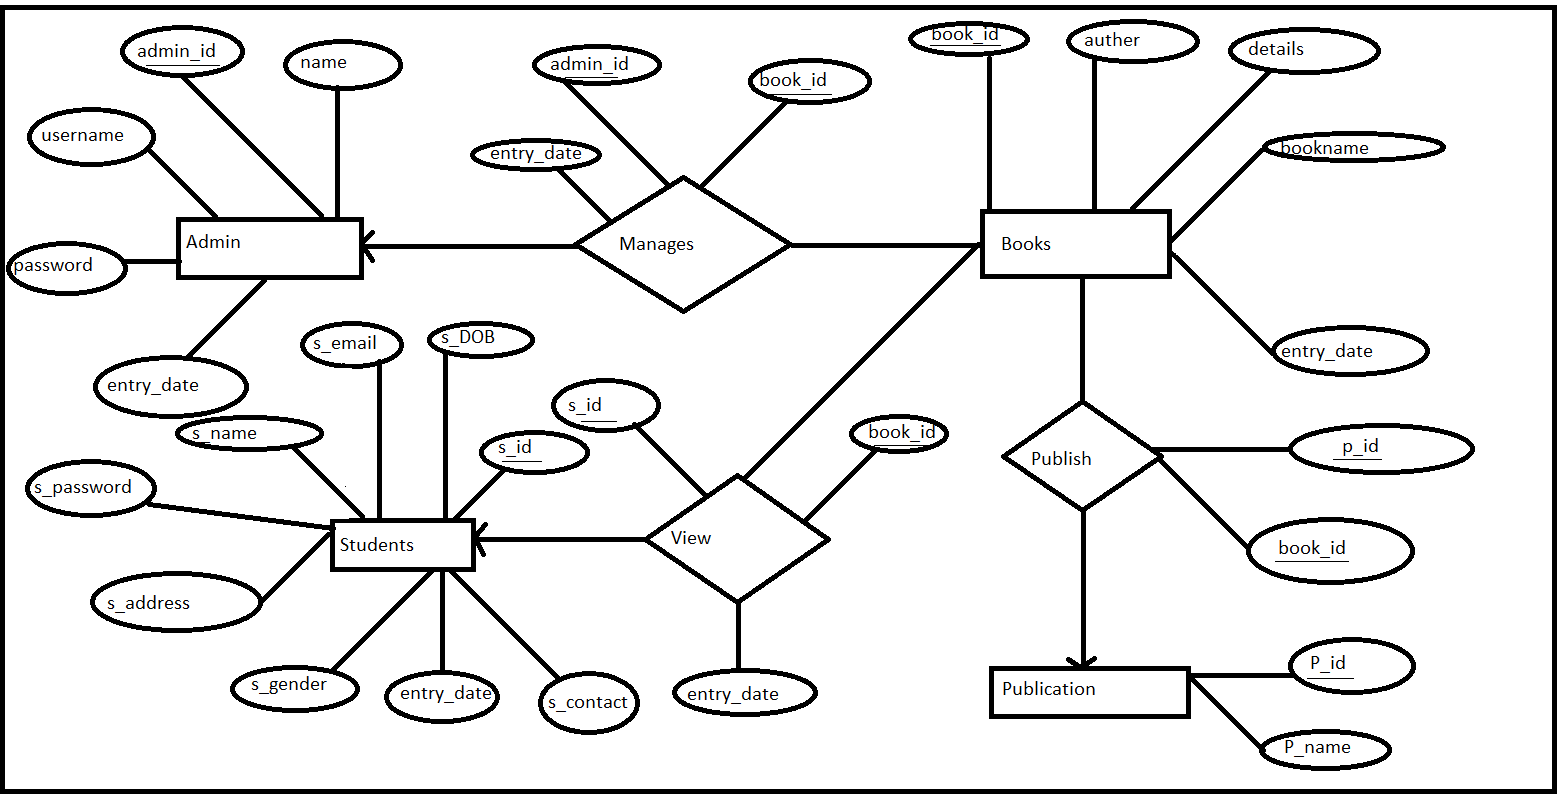 admin_id
name
username
Admin
password
entry_date
admin_id
book_id
entry_date
Manages
book_id
auther
details
bookname
Books
entry_date
s_email
s_DOB
s_name
s_id
s_password
Students
s_address
s_gender
entry_date
s_contact
s_id
book_id
View
entry_date
Publish
p_id
book_id
Publication
P_id
P_name